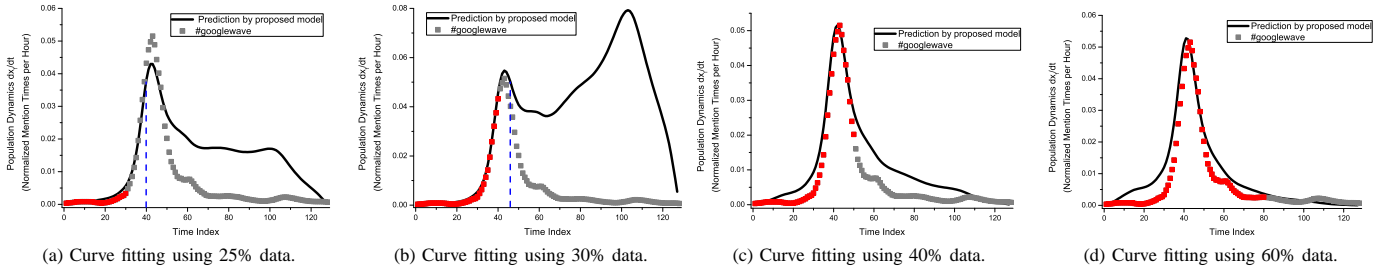 Prediction by proposed model
#googlewave
Population Dynamics dx/dt
(Normalized Mention Times per Hour)
0.06
0.05
0.04
0.03
0.02
0.01
0.00
0 20 40 60 80 100 120
Time Index
(a) Curve fitting using 25% data.
Prediction by proposed model
#googlewave
Population Dynamics dx/dt
(Normalized Mention Times per Hour)
0.08
0.06
0.04
0.02
0.00
0 20 40 60 80 100 120
Time Index
(b) Curve fitting using 30% data.
Prediction by proposed model
#googlewave
Population Dynamics dx/dt
(Normalized Mention Times per Hour)
0.05
0.04
0.03
0.02
0.01
0.00
0 20 40 60 80 100 120
Time Index
(c) Curve fitting using 40% data.
Prediction by proposed model
#googlewave
Population Dynamics dx/dt
(Normalized Mention Times per Hour)
0.06
0.05
0.04
0.03
0.02
0.01
0.00
0 20 40 60 80 100 120
Time Index
(d) Curve fitting using 60% data.